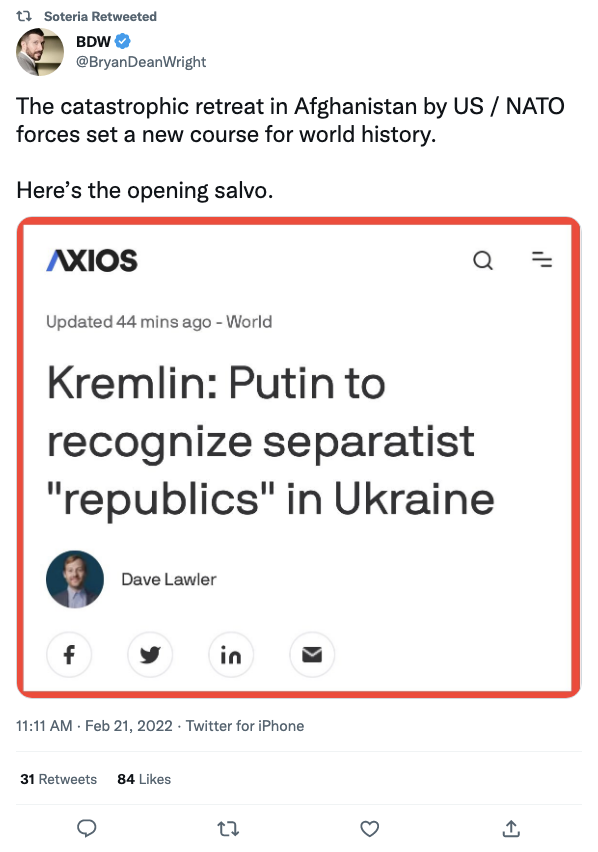 Soteria Retweeted
BDW
@BryanDeanWright
The catastrophic retreat in Afghanistan by US / NATO
forces set a new course for world history.
Here’s the opening salvo.
AXIOS
Updated 44 mins ago - World
Kremlin: Putin to
recognize separatist
"republics" in Ukraine
Dave Lawler
11:11 AM · Feb 21, 2022 · Twitter for iPhone
31 Retweets 84 Likes